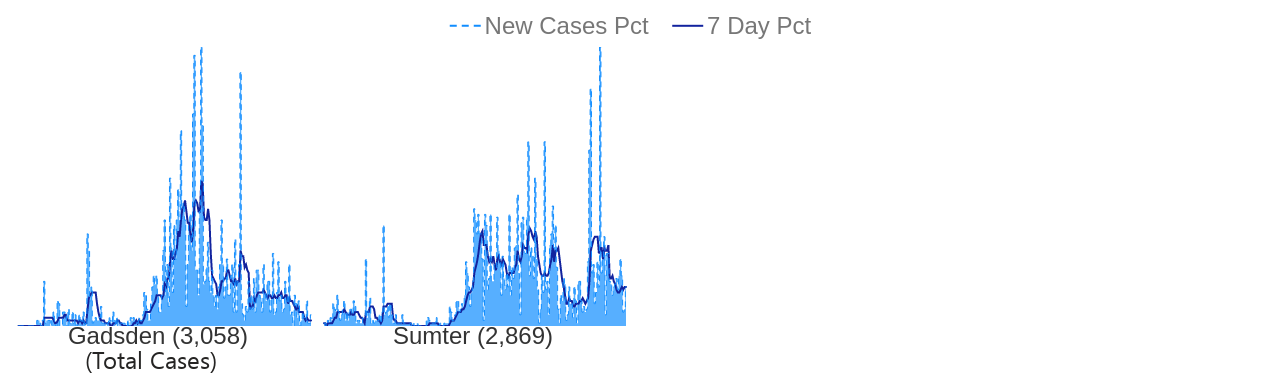 New Cases Pct 7 Day Pct
Gadsden (3,058) Sumter (2,869)
(Total Cases)